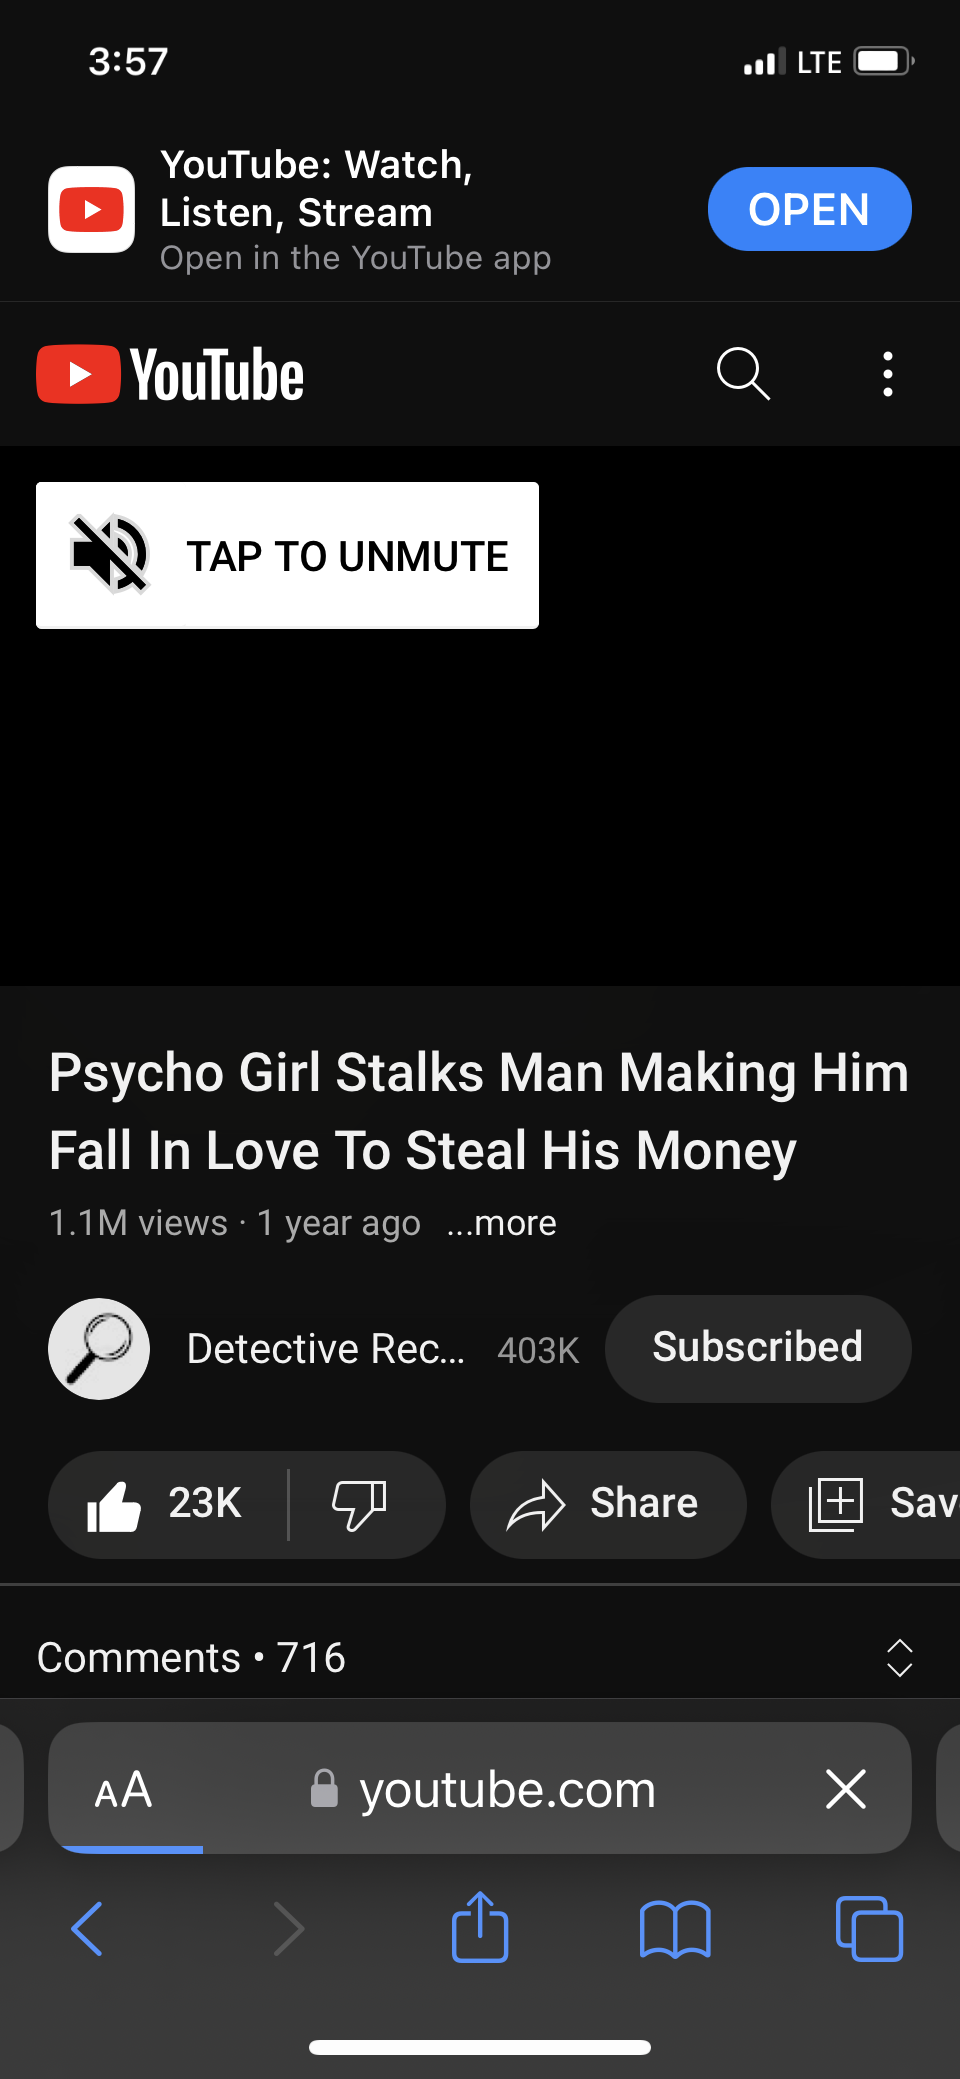 3:57
LTE
YouTube: Watch,
Listen, Stream
Open in the YouTube app
OPEN
YouTube
TAP TO UNMUTE
Psycho Girl Stalks Man Making Him
Fall In Love To Steal His Money
1.1M views · 1 year ago ...more
Detective Rec... 403K Subscribed
23K Share Sav
Comments • 716
AA youtube.com